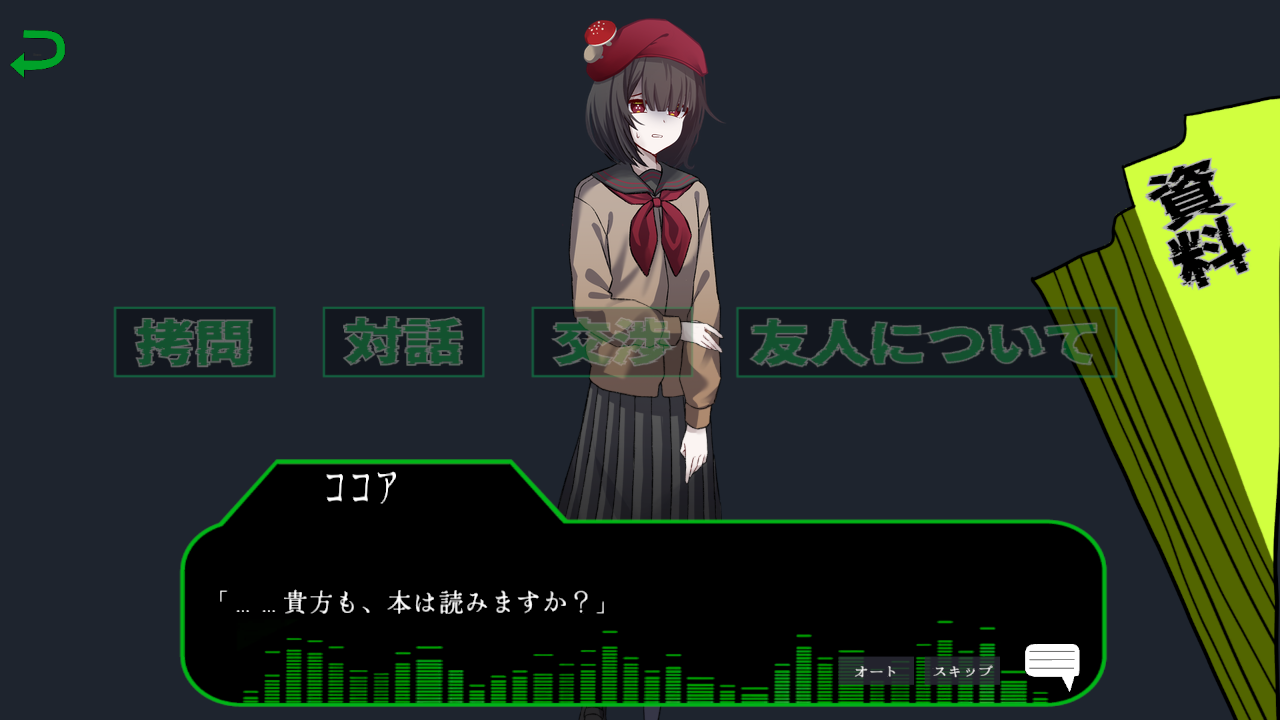 資料
拷問
対話
交渉
友人について
ココア
「... ...貴方も、本は読みますか？」
オート
スキップ